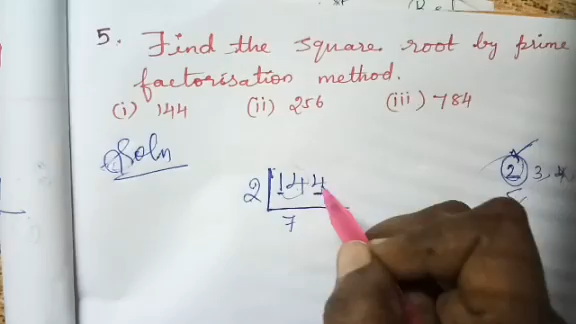 5. Find the square root by prime
factorisation method.
(i) 144 (ii) 256 (iii) 784
Soln
2 144
7
2, 3, 4,